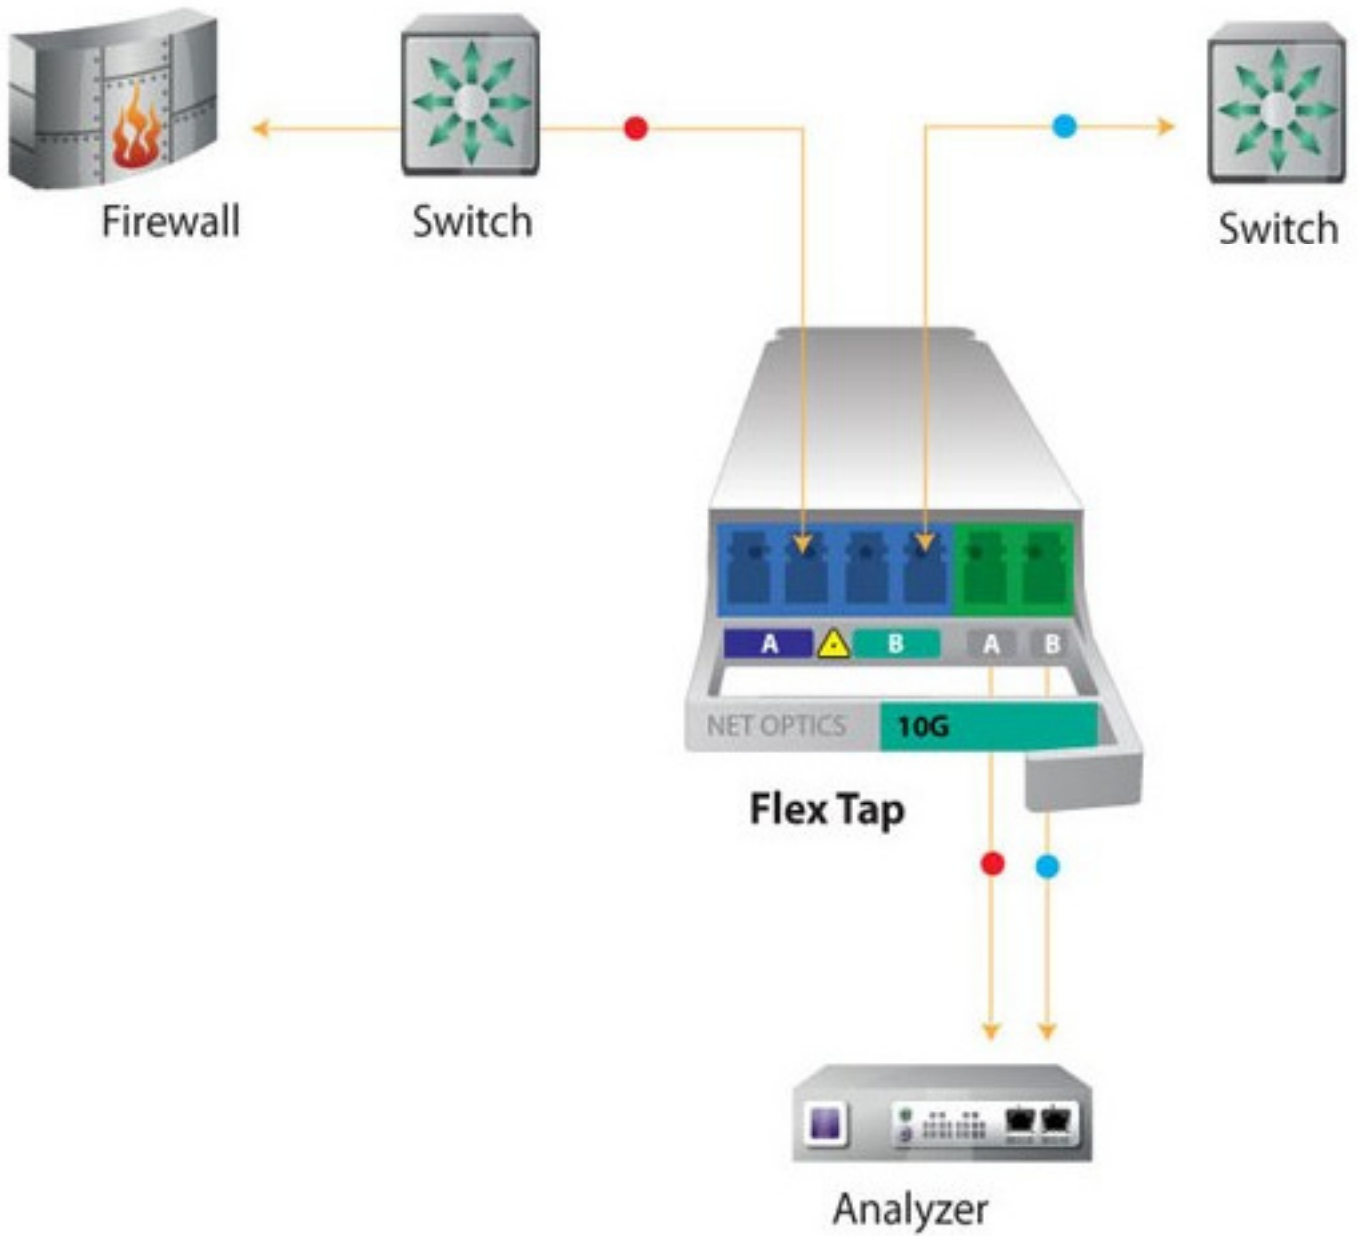 Firewall
Switch
Switch
A B A B
NET OPTICS 10G
Flex Tap
Analyzer